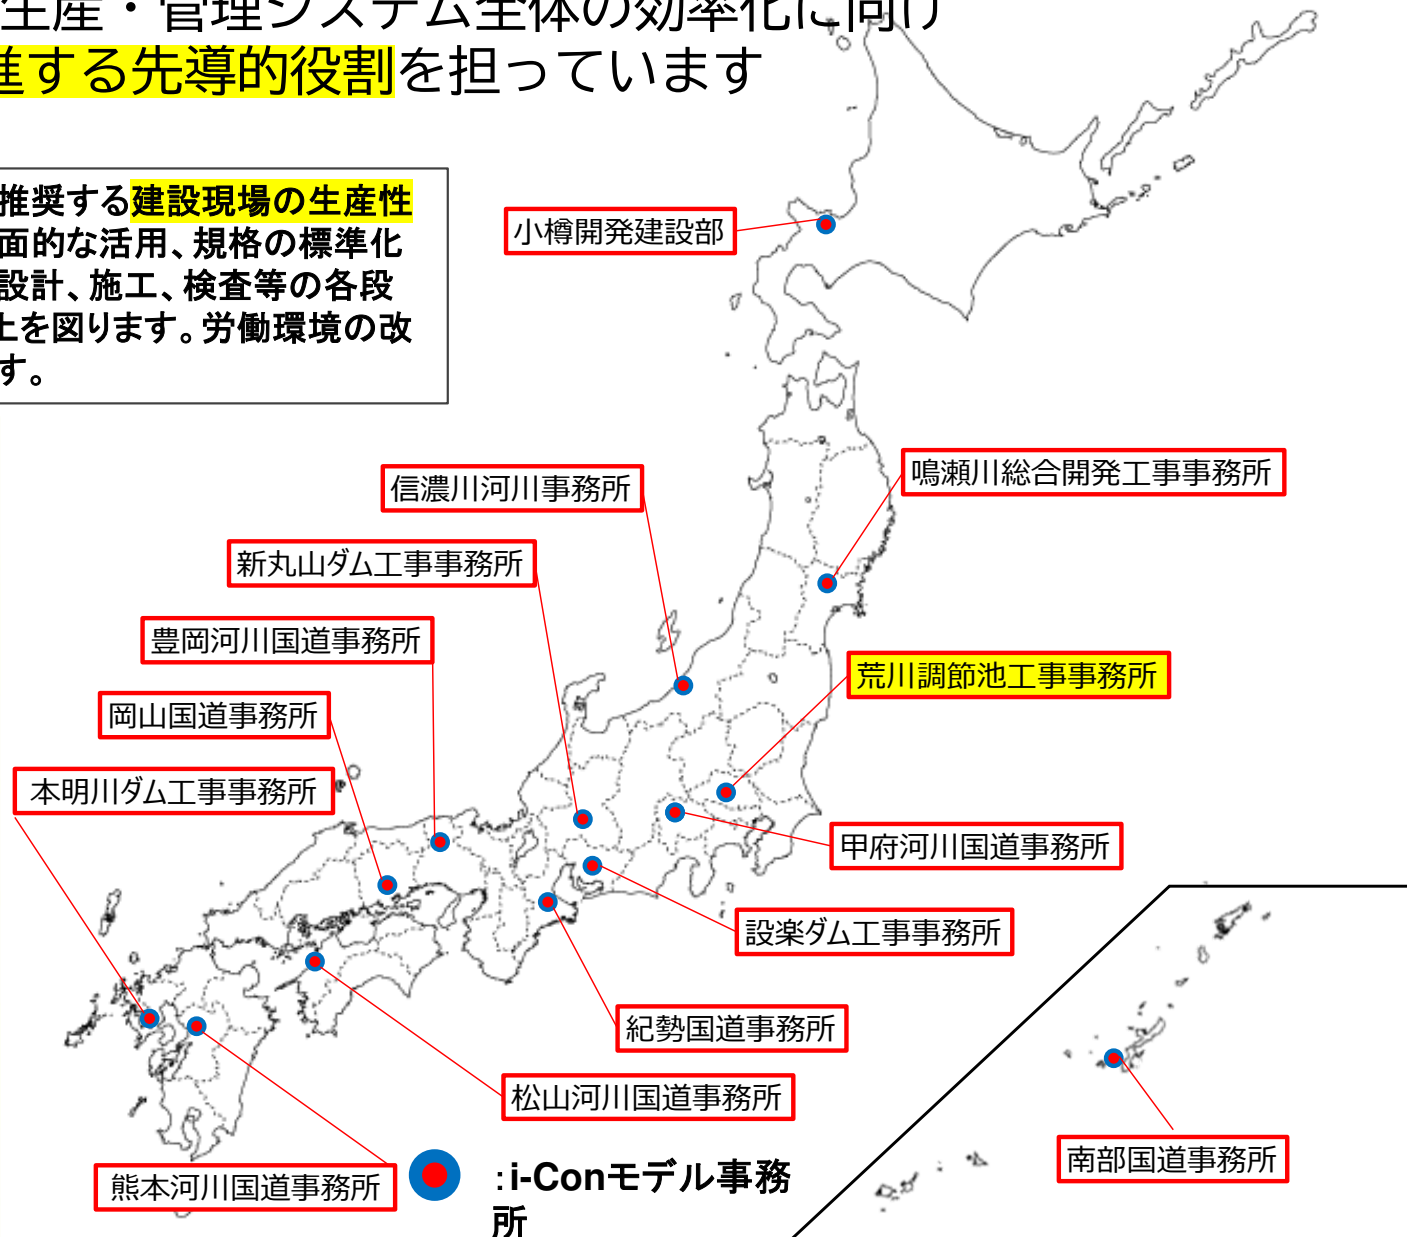 生産・管理システム全体の効率化に向け
進する先導的役割を担っています
推奨する建設現場の生産性
面的な活用、規格の標準化
設計、施工、検査等の各段
上を図ります。労働環境の改
す。
小樽開発建設部
鳴瀬川総合開発工事事務所
信濃川河川事務所
新丸山ダム工事事務所
豊岡河川国道事務所
荒川調節池工事事務所
岡山国道事務所
本明川ダム工事事務所
甲府河川国道事務所
設楽ダム工事事務所
紀勢国道事務所
松山河川国道事務所
南部国道事務所
熊本河川国道事務所
:i-Conモデル事務
所